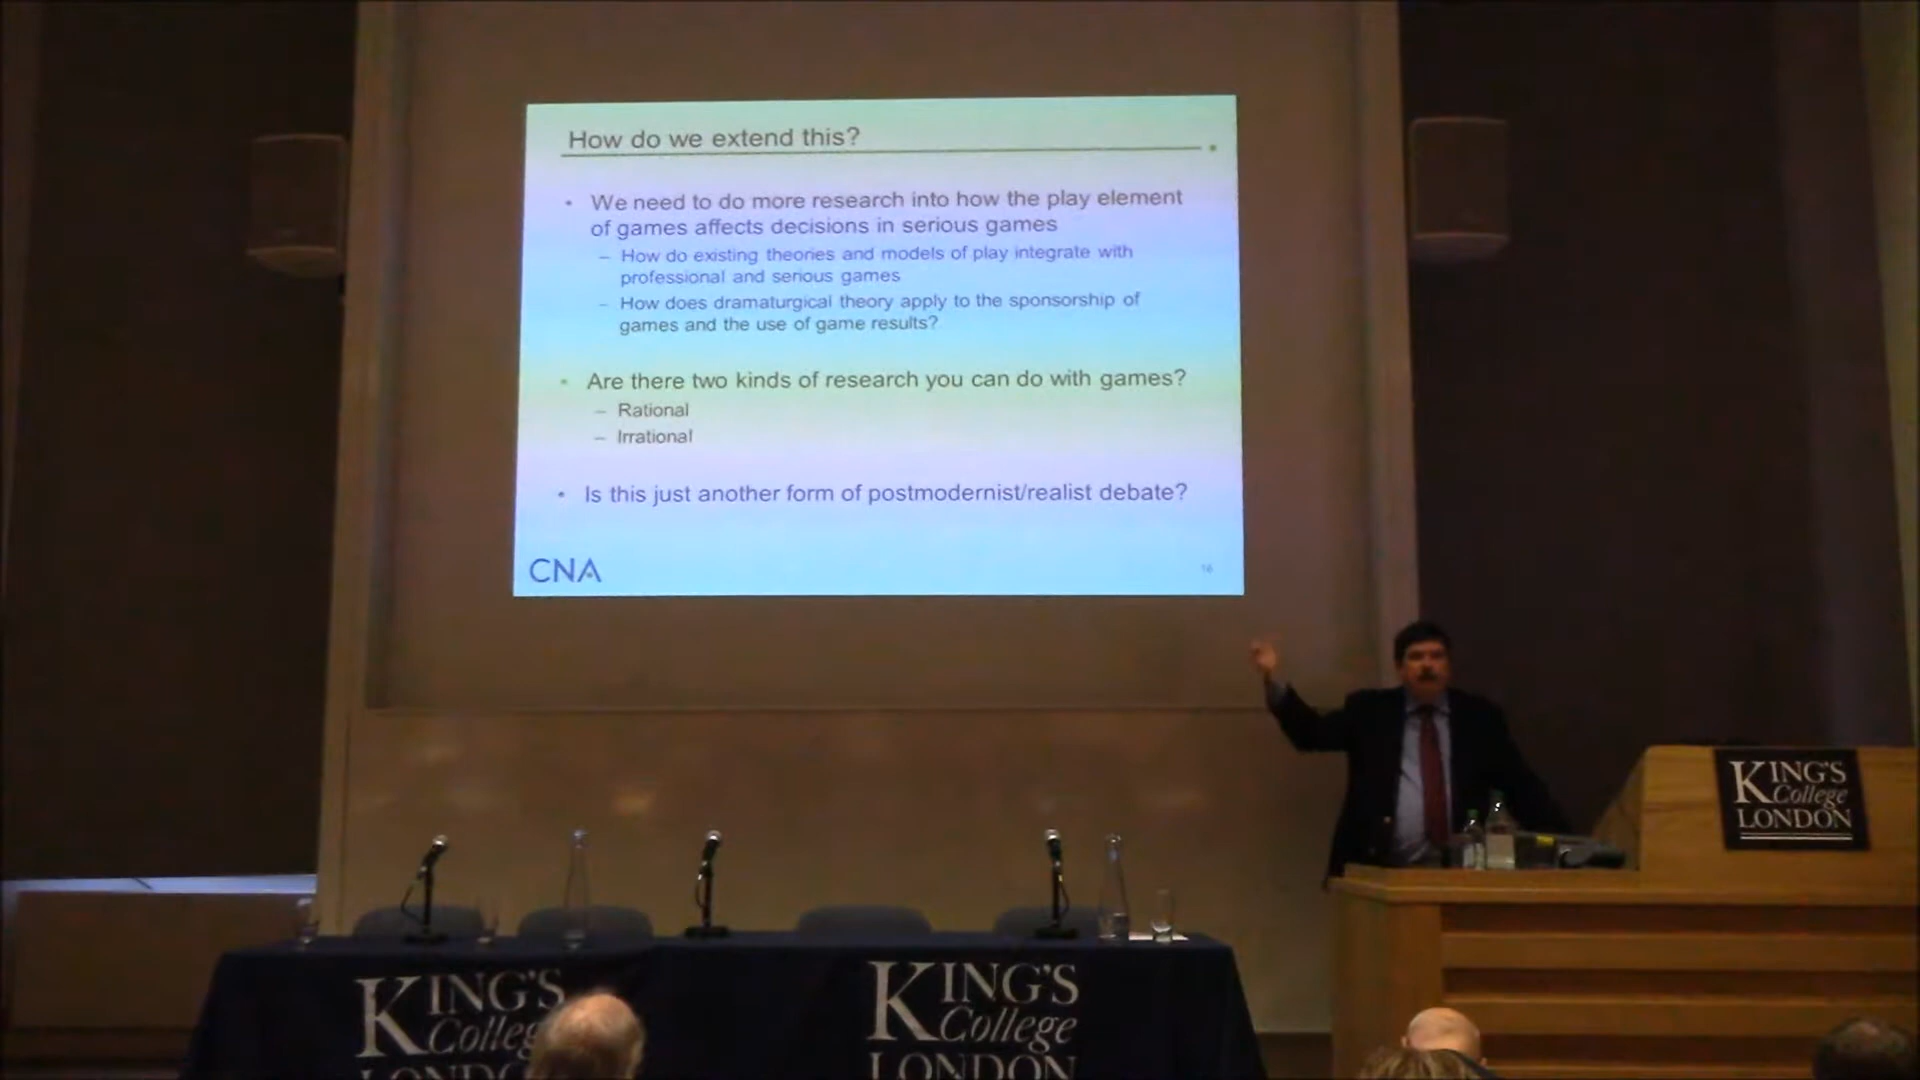 How do we extend this?
• We need to do more research into how the play element
of games affects decisions in serious games
– How do existing theories and models of play integrate with
professional and serious games
– How does dramaturgical theory apply to the sponsorship of
games and the use of game results?
• Are there two kinds of research you can do with games?
– Rational
– Irrational
• Is this just another form of postmodernist/realist debate?
CNA
16
KING'S
College
LONDON
KING'S
College
LONDON
KING'S
College
LONDON